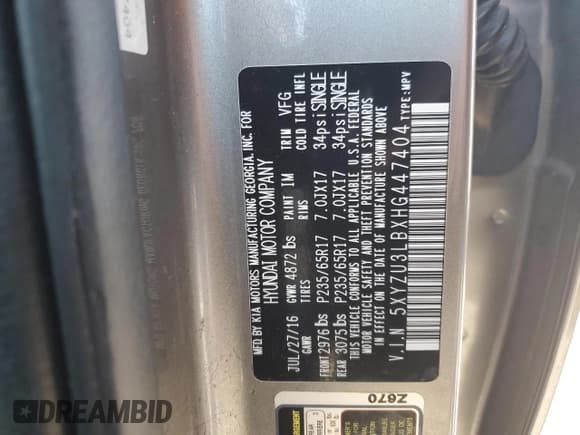 MFD BY KIA MOTORS MANUFACTURING GEORGIA, INC. FOR
HYUNDAI MOTOR COMPANY
JUL/27/16 GVWR 4872 lbs PAINT IM TRIM VFG
GAWR TIRES RIMS COLD TIRE INFL
FRONT 2976 lbs P235/65R17 7.0JX17 34psi SINGLE
REAR 3075 lbs P235/65R17 7.0JX17 34psi SINGLE
THIS VEHICLE CONFORMS TO ALL APPLICABLE U.S.A. FEDERAL
MOTOR VEHICLE SAFETY AND THEFT PREVENTION STANDARDS
IN EFFECT ON THE DATE OF MANUFACTURE SHOWN ABOVE
V.I.N 5XYZU3LBXHG447404 TYPE:MPV
Z670
REAR
DREAMBID